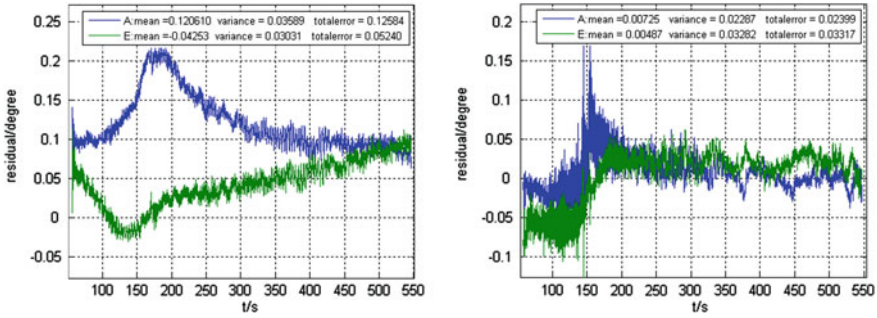 A:mean =0.120610 variance = 0.03589 totalerror = 0.12584
E:mean=-0.04253 variance = 0.03031 totalerror = 0.05240
0.25
0.2
0.15
0.1
0.05
0
-0.05
residual/degree
100 150 200 250 300 350 400 450 500 550
t/s
A:mean =0.00725 variance = 0.02287 totalerror = 0.02399
E:mean = 0.00487 variance = 0.03282 totalerror = 0.03317
0.2
0.15
0.1
0.05
0
-0.05
-0.1
residual/degree
100 150 200 250 300 350 400 450 500 550
t/s